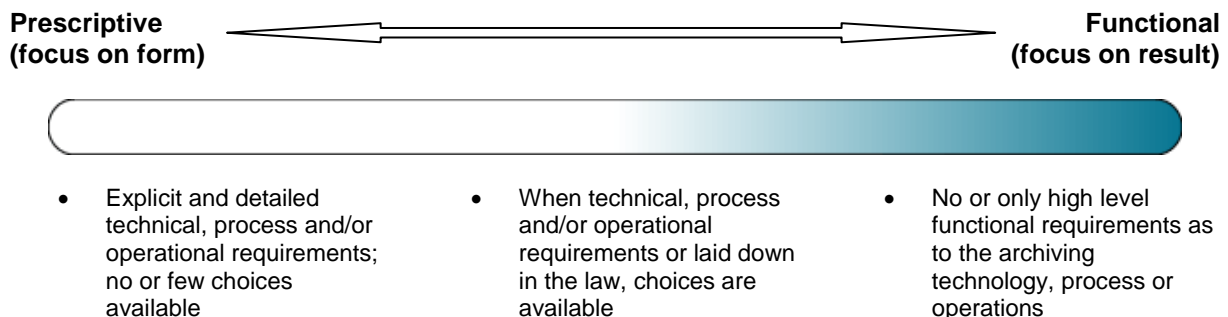 Prescriptive
(focus on form)
Functional
(focus on result)
• Explicit and detailed
technical, process and/or
operational requirements;
no or few choices
available
• When technical, process
and/or operational
requirements or laid down
in the law, choices are
available
• No or only high level
functional requirements as
to the archiving
technology, process or
operations